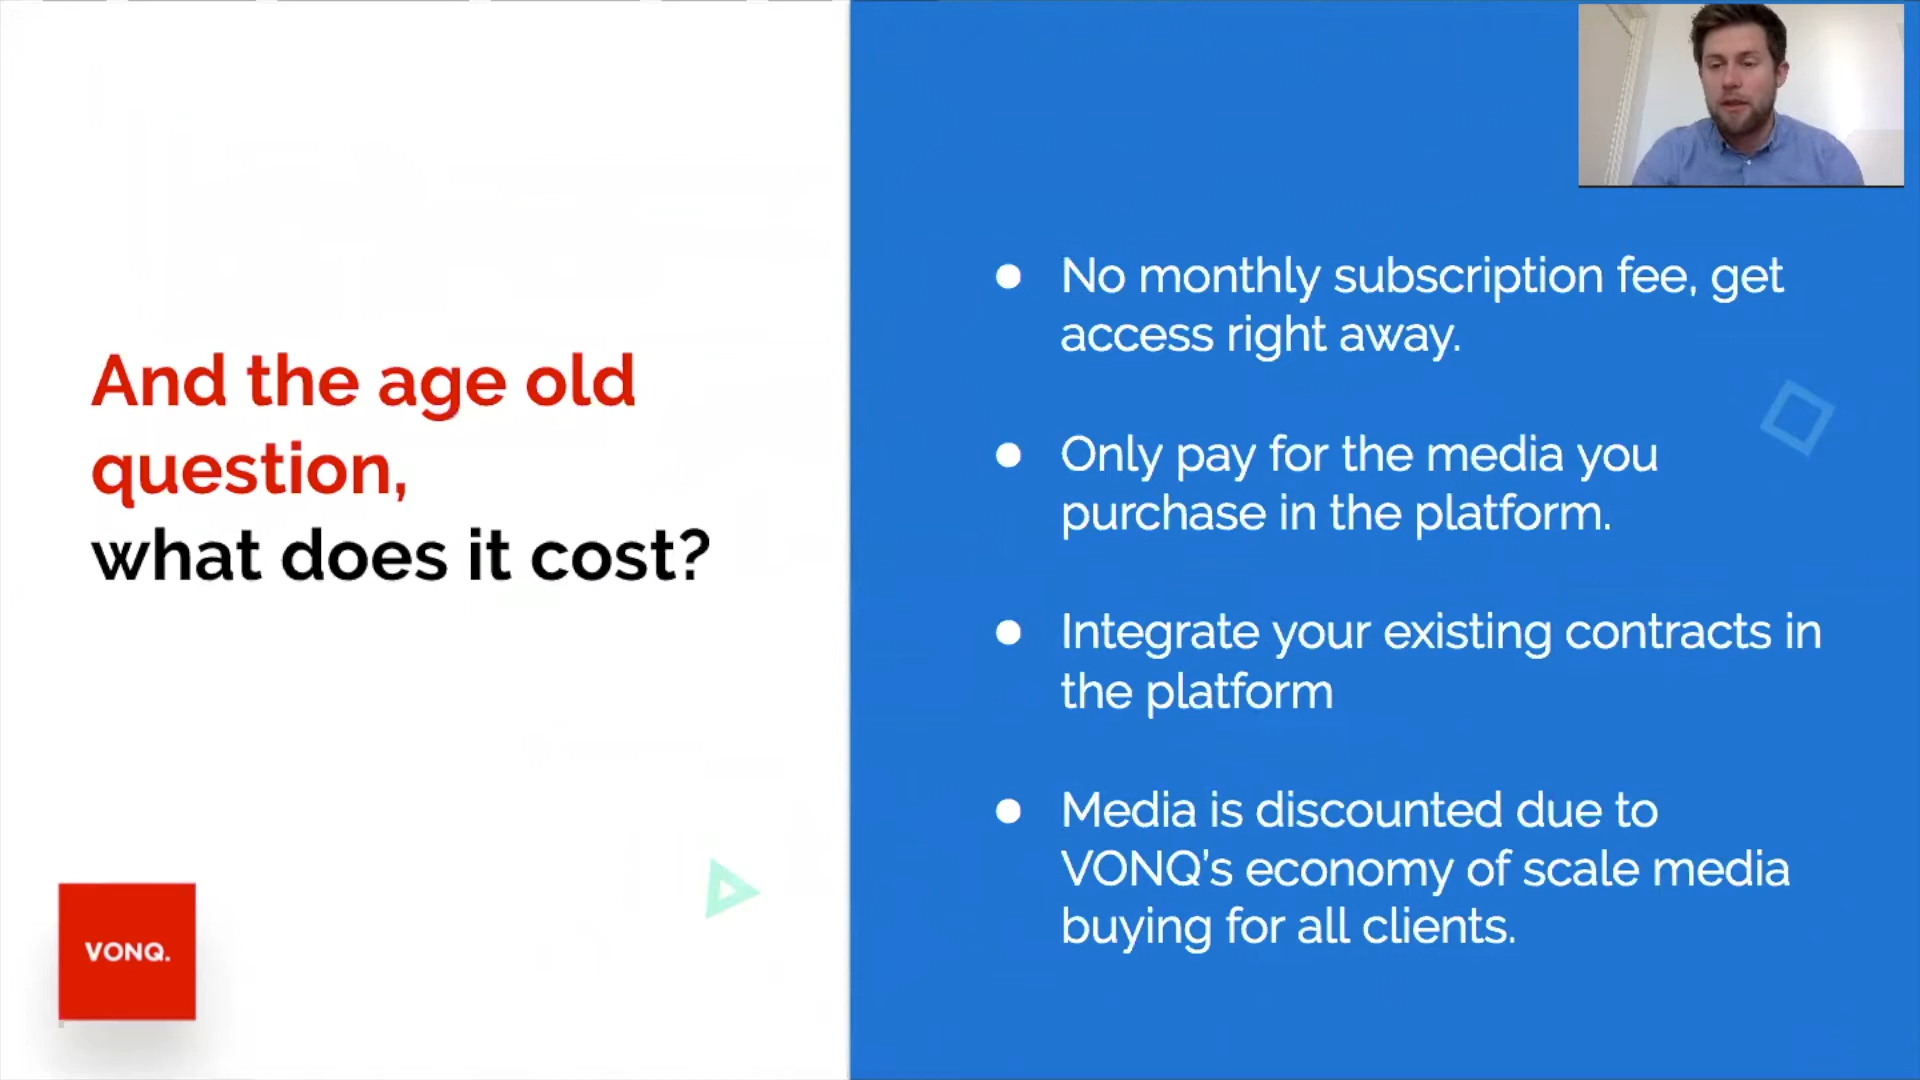 And the age old
question,
what does it cost?
VONQ.
● No monthly subscription fee, get
access right away.
● Only pay for the media you
purchase in the platform.
● Integrate your existing contracts in
the platform
● Media is discounted due to
VONQ's economy of scale media
buying for all clients.